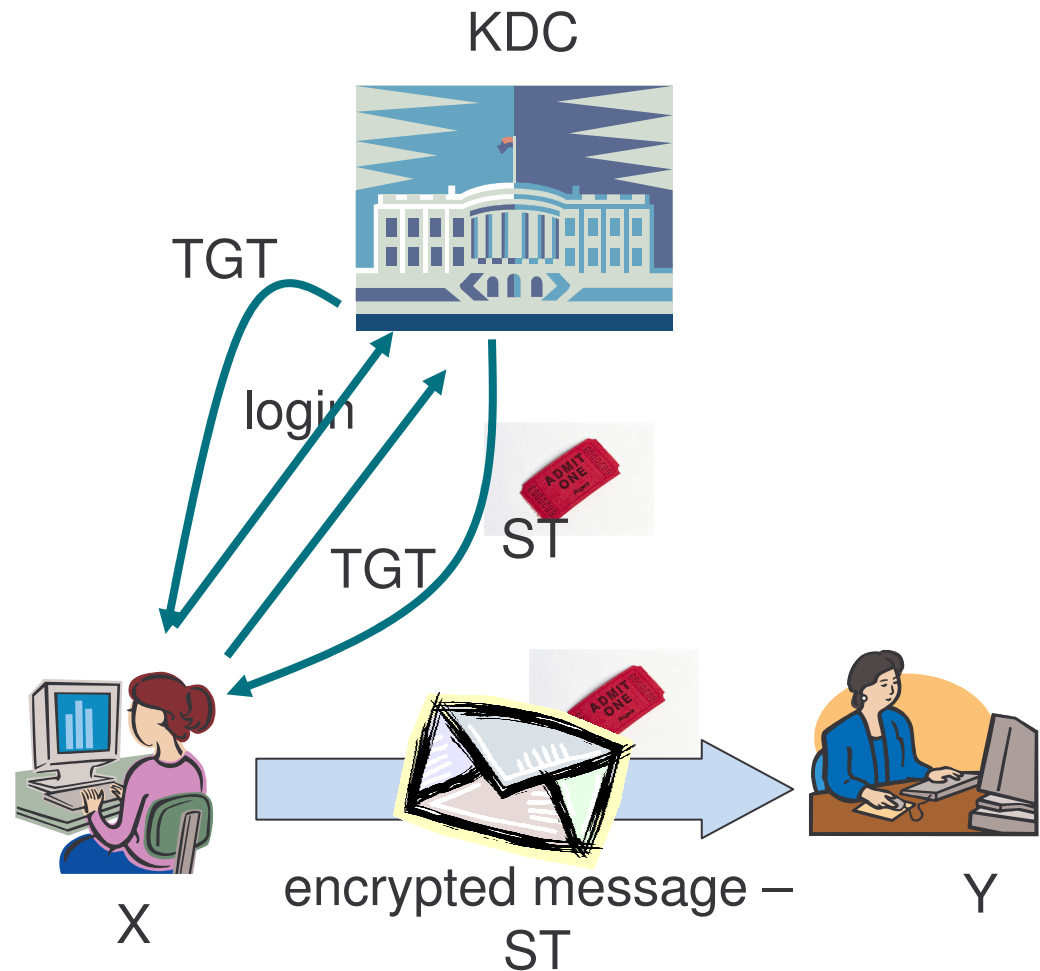 KDC
TGT
login
ADMIT
ONE
ST
TGT
ADMIT
ONE
encrypted message –
ST
X
Y